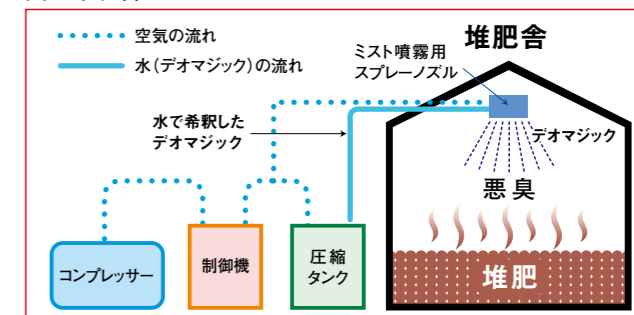 空気の流れ
水（デオマジック）の流れ
堆肥舎
ミスト噴霧用
スプレーノズル
水で希釈した
デオマジック
デオマジック
悪臭
コンプレッサー
制御機
圧縮
タンク
堆肥